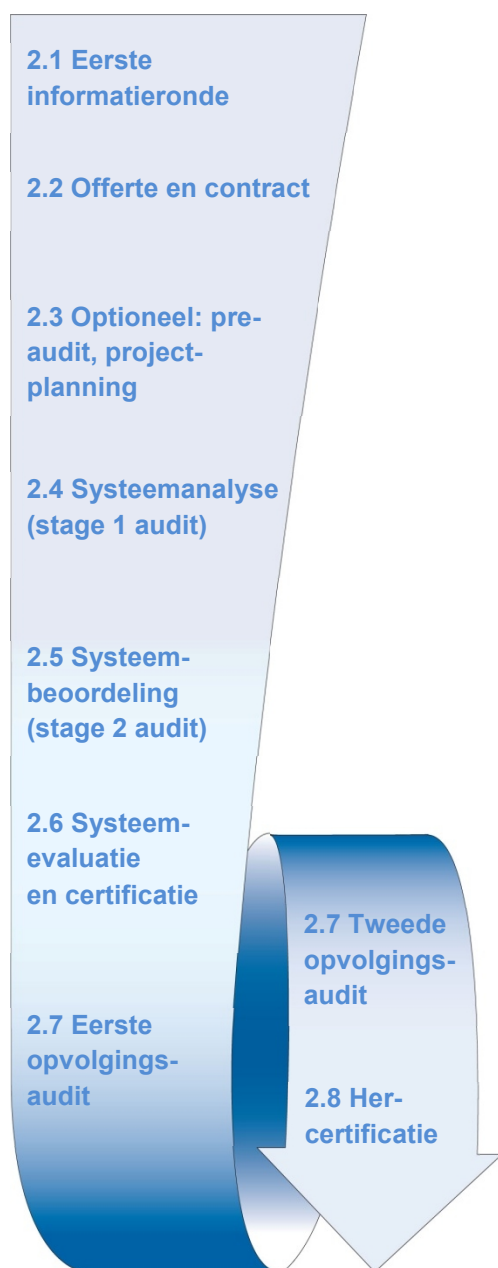 2.1 Eerste
informatieronde
2.2 Offerte en contract
2.3 Optioneel: pre-
audit, project-
planning
2.4 Systeemanalyse
(stage 1 audit)
2.5 Systeem-
beoordeling
(stage 2 audit)
2.6 Systeem-
evaluatie
en certificatie
2.7 Eerste
opvolgings-
audit
2.7 Tweede
opvolgings-
audit
2.8 Her-
certificatie